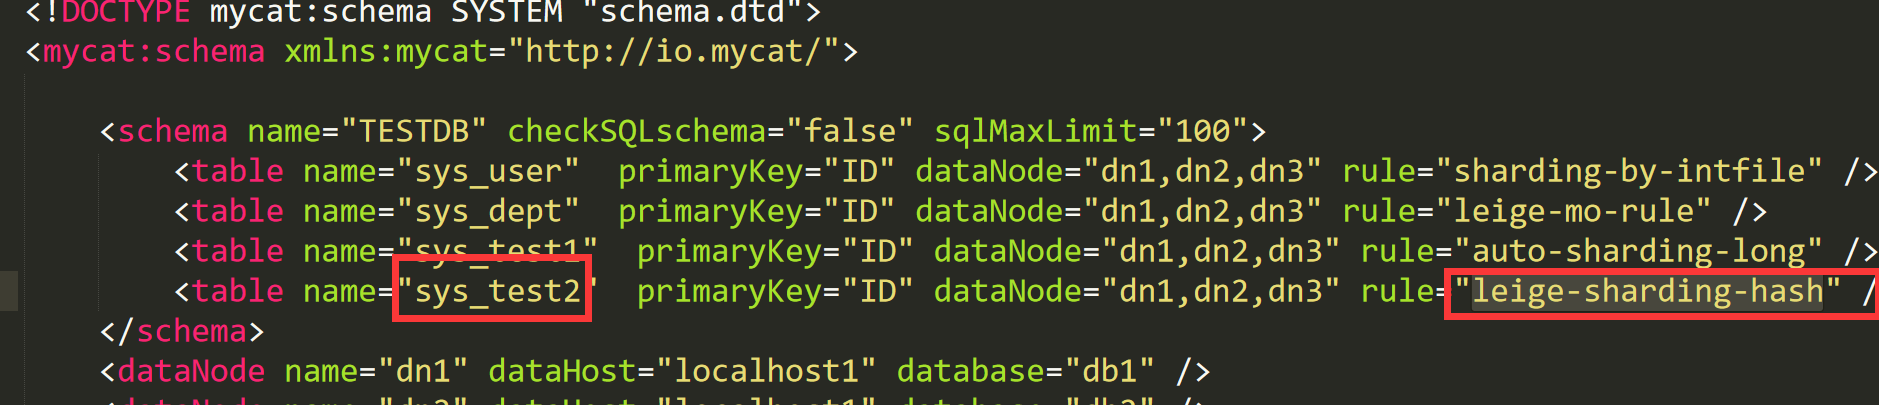 <!DOCTYPE mycat:schema SYSTEM "schema.dtd">
<mycat:schema xmlns:mycat="http://io.mycat/">
<schema name="TESTDB" checkSQLschema="false" sqlMaxLimit="100">
<table name="sys_user"  primaryKey="ID" dataNode="dn1,dn2,dn3" rule="sharding-by-intfile" />
<table name="sys_dept"  primaryKey="ID" dataNode="dn1,dn2,dn3" rule="leige-mo-rule" />
<table name="sys_test1"  primaryKey="ID" dataNode="dn1,dn2,dn3" rule="auto-sharding-long" />
<table name="sys_test2"  primaryKey="ID" dataNode="dn1,dn2,dn3" rule="leige-sharding-hash" /
</schema>
<dataNode name="dn1" dataHost="localhost1" database="db1" />